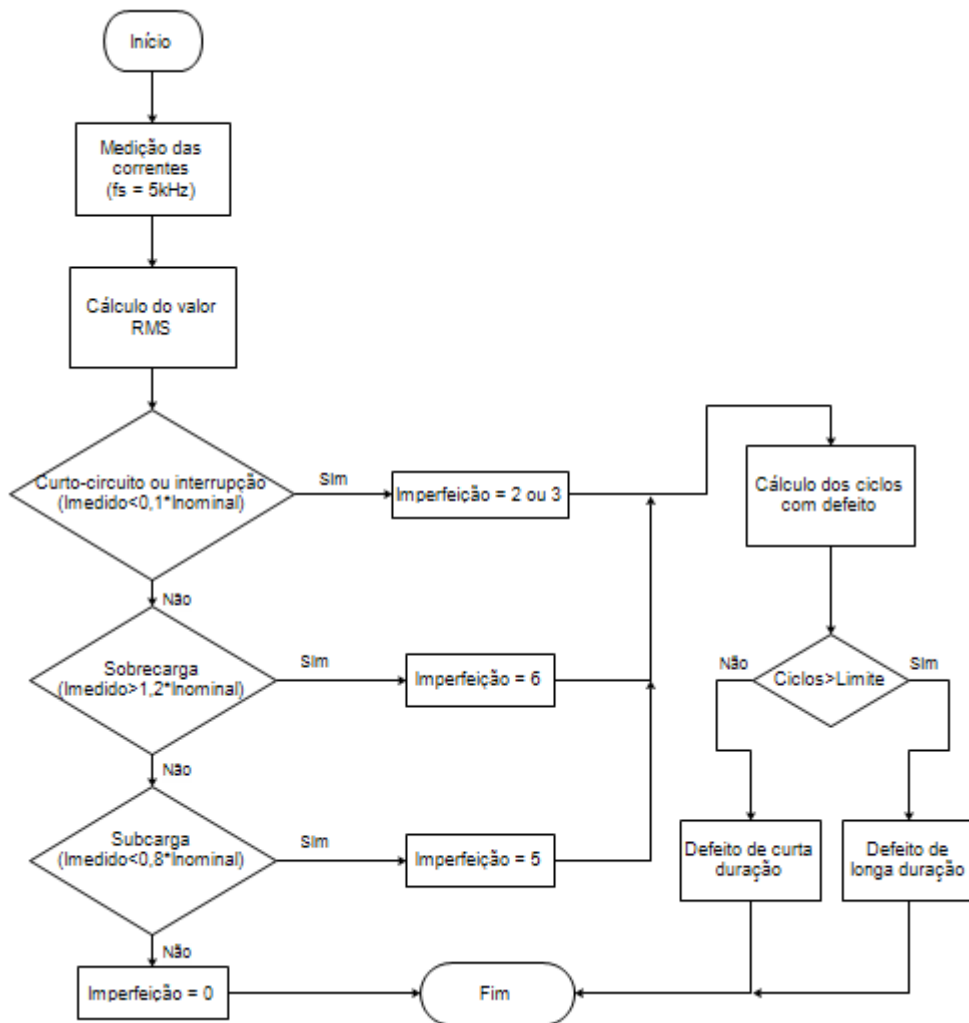 Início
Medição das
correntes
(fs = 5kHz)
Cálculo do valor
RMS
Curto-circuito ou interrupção
(Imedido<0,1*Inominal)
Sim
Imperfeição = 2 ou 3
Não
Sobrecarga
(Imedido>1,2*Inominal)
Sim
Imperfeição = 6
Não
Subcarga
(Imedido<0,8*Inominal)
Sim
Imperfeição = 5
Não
Imperfeição = 0
Cálculo dos ciclos
com defeito
Ciclos>Limite
Não
Sim
Defeito de curta
duração
Defeito de
longa duração
Fim